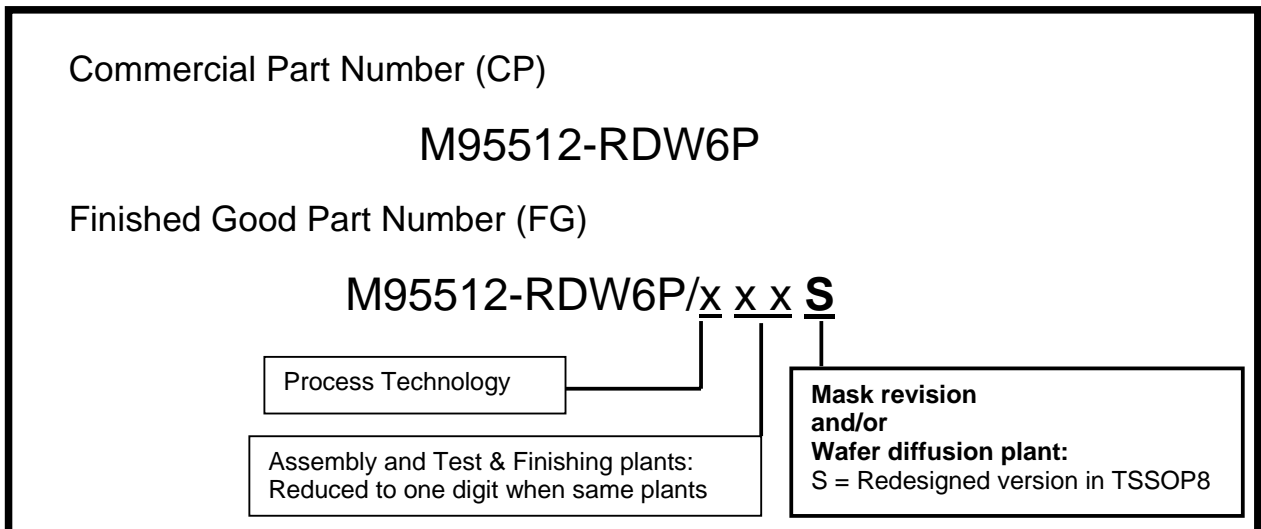 Commercial Part Number (CP)
M95512-RDW6P
Finished Good Part Number (FG)
M95512-RDW6P/x x x S
Process Technology
Assembly and Test & Finishing plants:
Reduced to one digit when same plants
Mask revision
and/or
Wafer diffusion plant:
S = Redesigned version in TSSOP8